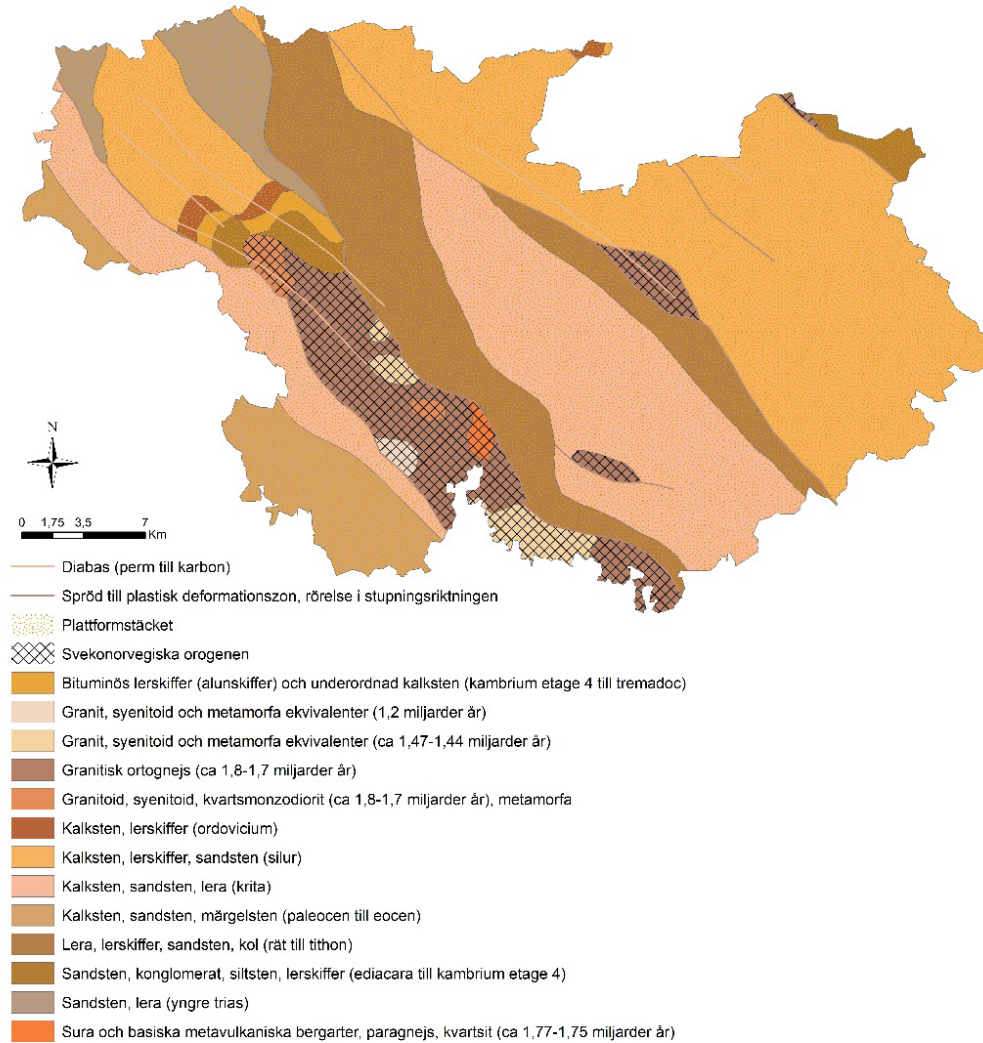 N
0 1,75 3,5 7
Km
Diabas (perm till karbon)
Spröd till plastisk deformationszon, rörelse i stupningsriktningen
Plattformstäcket
Svekonorvegiska orogenen
Bituminös lerskiffer (alunskiffer) och underordnad kalksten (kambrium etage 4 till tremadoc)
Granit, syenitoid och metamorfa ekvivalenter (1,2 miljarder år)
Granit, syenitoid och metamorfa ekvivalenter (ca 1,47-1,44 miljarder år)
Granitisk ortognejs (ca 1,8-1,7 miljarder år)
Granitoid, syenitoid, kvartsmonzodiorit (ca 1,8-1,7 miljarder år), metamorfa
Kalksten, lerskiffer (ordovicium)
Kalksten, lerskiffer, sandsten (silur)
Kalksten, sandsten, lera (krita)
Kalksten, sandsten, märgelsten (paleocen till eocen)
Lera, lerskiffer, sandsten, kol (rät till tithon)
Sandsten, konglomerat, siltsten, lerskiffer (ediacara till kambrium etage 4)
Sandsten, lera (yngre trias)
Sura och basiska metavulkaniska bergarter, paragnejs, kvartsit (ca 1,77-1,75 miljarder år)